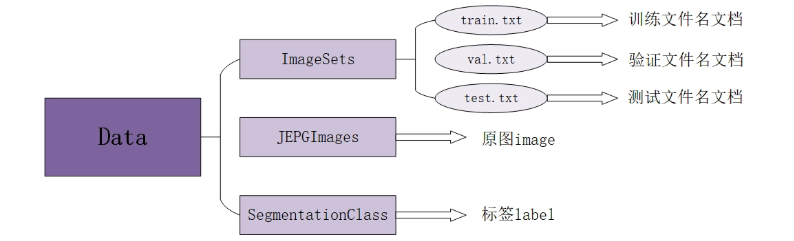 train.txt
训练文件名文档
ImageSets
val.txt
验证文件名文档
test.txt
测试文件名文档
Data
JEPGImages
原图image
SegmentationClass
标签label